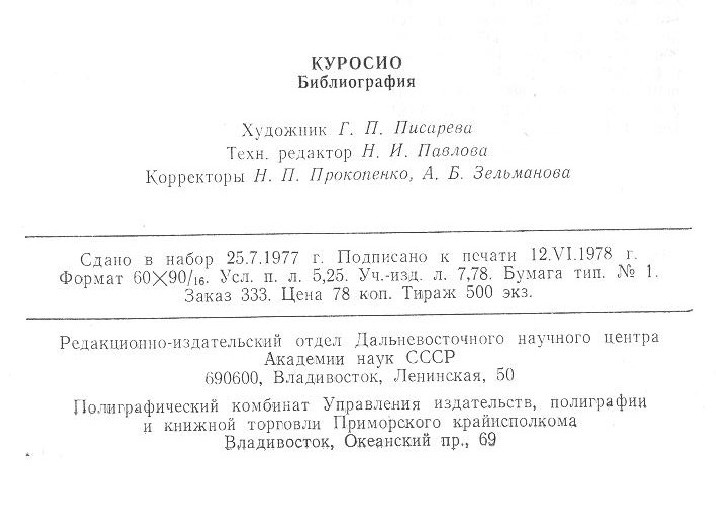 КУРОСИО
Библиография
Художник Г. П. Писарева
Техн. редактор Н. И. Павлова
Корректоры Н. П. Прокопенко, А. Б. Зельманова
Сдано в набор 25.7.1977 г. Подписано к печати 12.VI.1978 г.
Формат 60×90/₁₆. Усл. п. л. 5,25. Уч.-изд. л. 7,78. Бумага тип. № 1.
Заказ 333. Цена 78 коп. Тираж 500 экз.
Редакционно-издательский отдел Дальневосточного научного центра
Академии наук СССР
690600, Владивосток, Ленинская, 50
Полиграфический комбинат Управления издательств, полиграфии
и книжной торговли Приморского крайисполкома
Владивосток, Океанский пр., 69